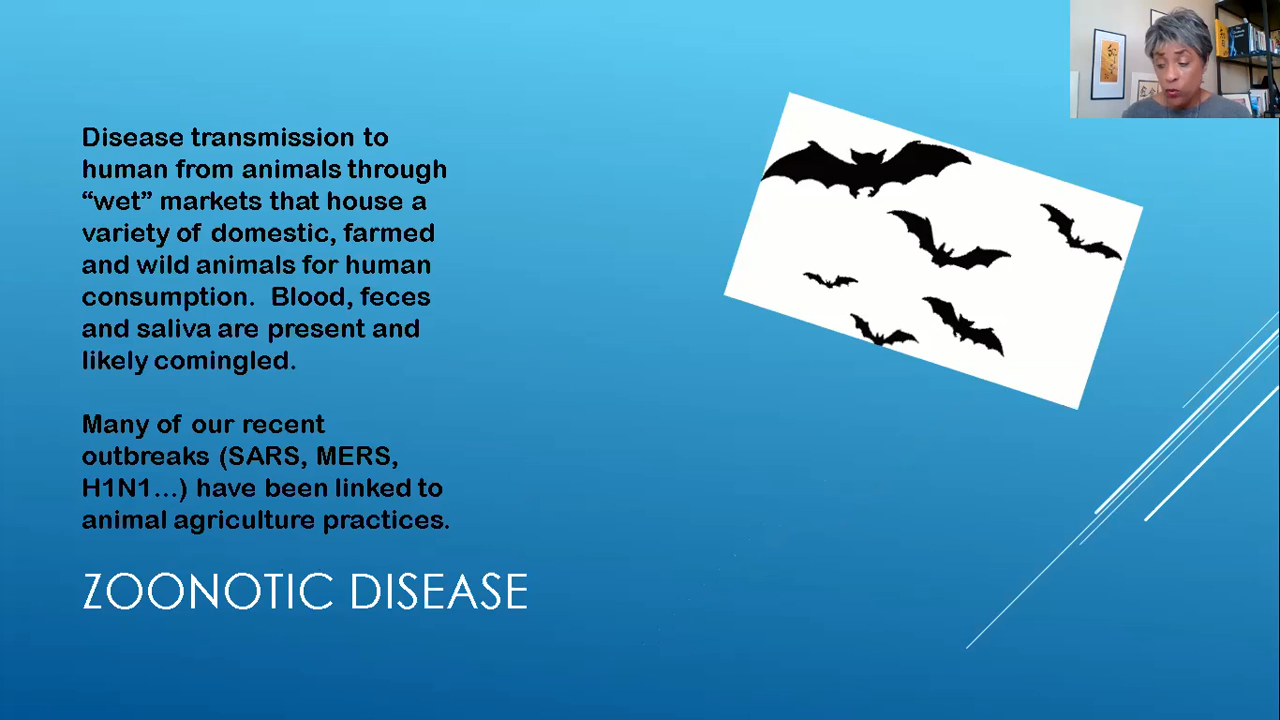 Disease transmission to
human from animals through
“wet” markets that house a
variety of domestic, farmed
and wild animals for human
consumption.  Blood, feces
and saliva are present and
likely comingled.
Many of our recent
outbreaks (SARS, MERS,
H1N1…) have been linked to
animal agriculture practices.
ZOONOTIC DISEASE